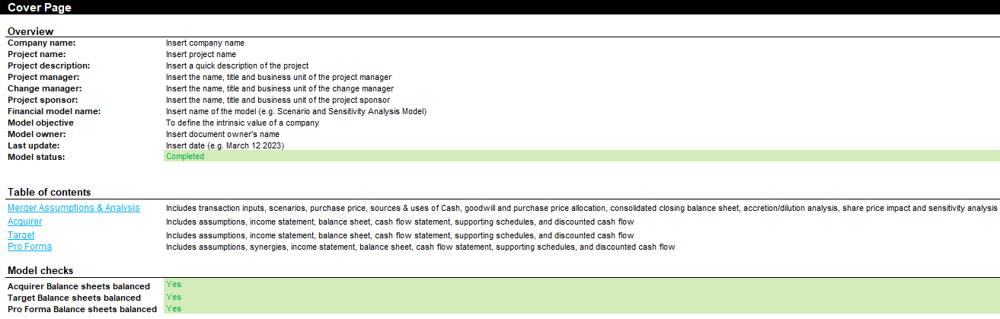 Cover Page
Overview
Company name: Insert company name
Project name: Insert project name
Project description: Insert a quick description of the project
Project manager: Insert the name, title and business unit of the project manager
Change manager: Insert the name, title and business unit of the change manager
Project sponsor: Insert the name, title and business unit of the project sponsor
Financial model name: Insert name of the model (e.g. Scenario and Sensitivity Analysis Model)
Model objective To define the intrinsic value of a company
Model owner: Insert document owner's name
Last update: Insert date (e.g. March 12 2023)
Model status: Completed
Table of contents
Merger Assumptions & Analysis Includes transaction inputs, scenarios, purchase price, sources & uses of Cash, goodwill and purchase price allocation, consolidated closing balance sheet, accretion/dilution analysis, share price impact and sensitivity analysis
Acquirer Includes assumptions, income statement, balance sheet, cash flow statement, supporting schedules, and discounted cash flow
Target Includes assumptions, income statement, balance sheet, cash flow statement, supporting schedules, and discounted cash flow
Pro Forma Includes assumptions, synergies, income statement, balance sheet, cash flow statement, supporting schedules, and discounted cash flow
Model checks
Acquirer Balance sheets balanced Yes
Target Balance sheets balanced Yes
Pro Forma Balance sheets balanced Yes